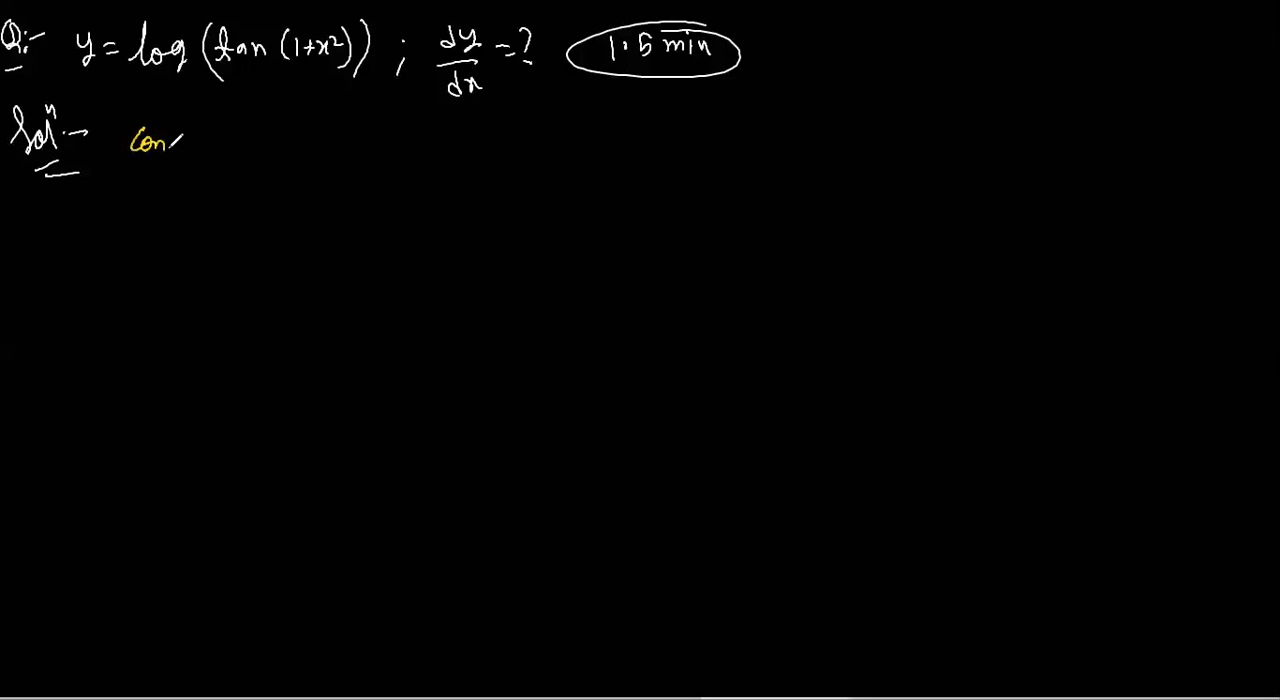 Q:- y = log (tan (1+x²)) ; dy/dx = ? 1.5 min
Solⁿ:→ Con